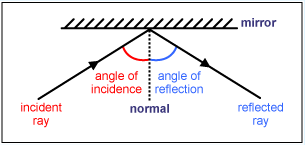 mirror
angle of
incidence
angle of
reflection
incident
ray
normal
reflected
ray